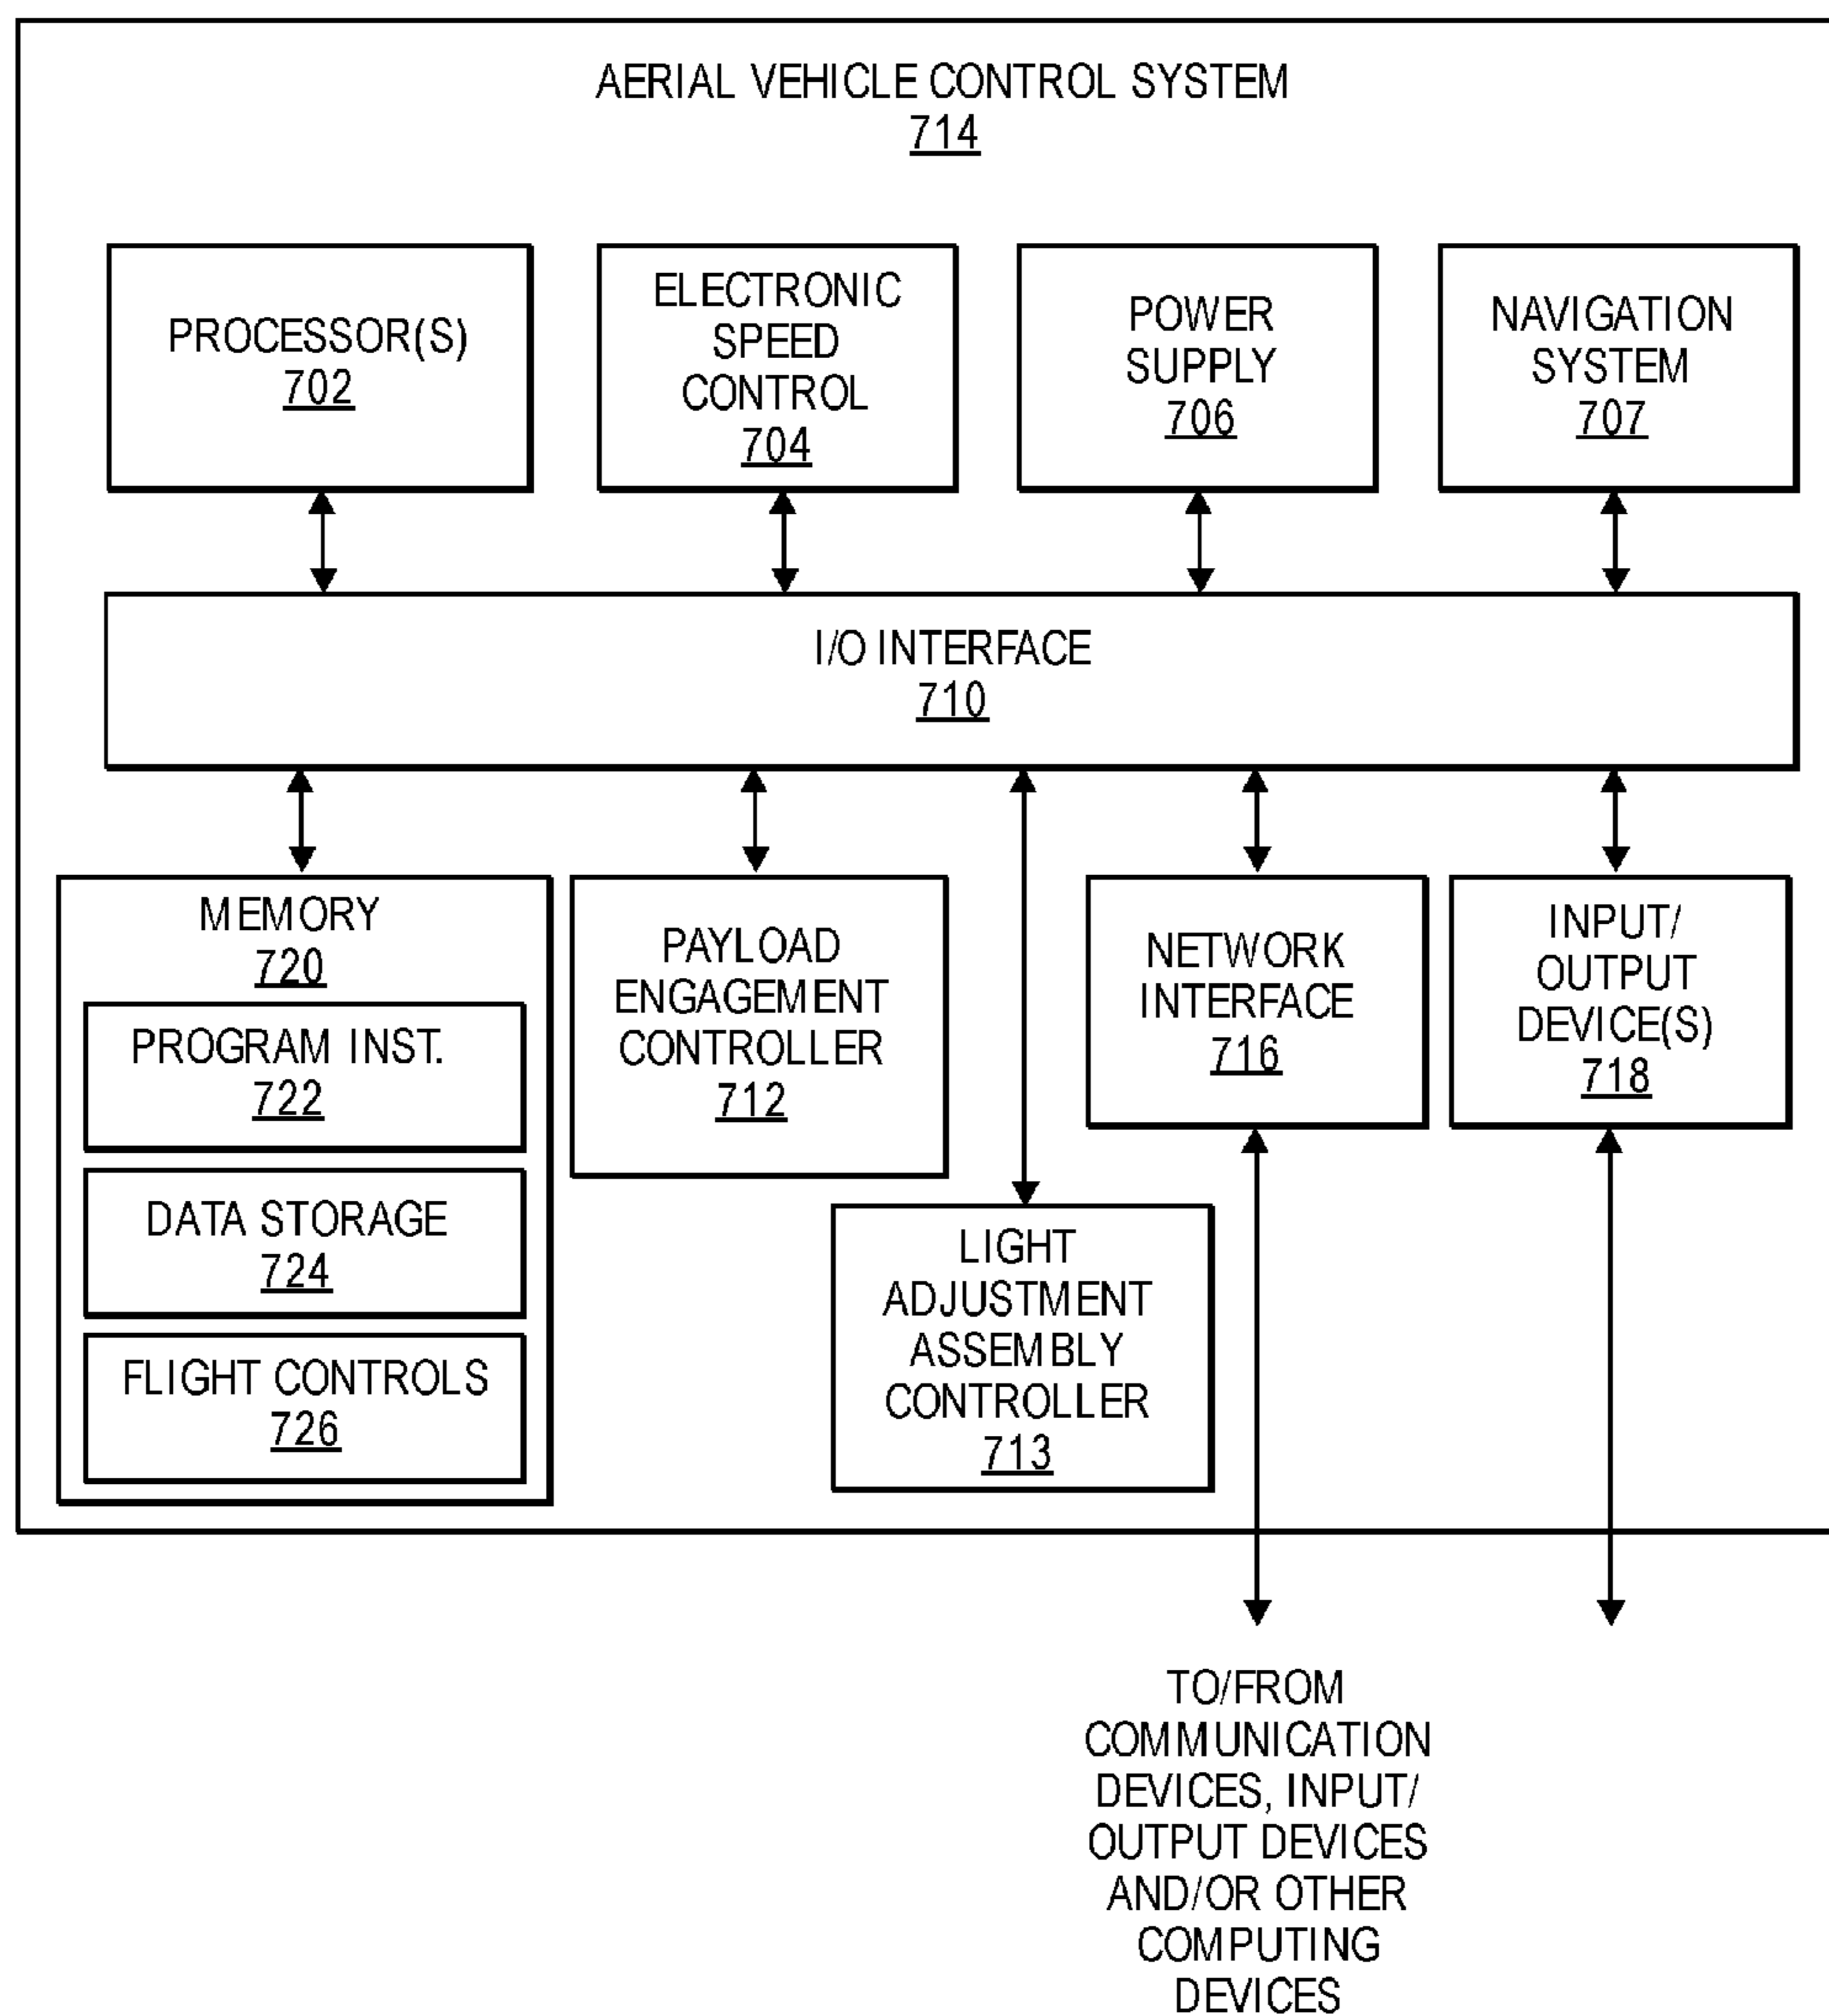 AERIAL VEHICLE CONTROL SYSTEM
714
PROCESSOR(S)
702
ELECTRONIC
SPEED
CONTROL
704
POWER
SUPPLY
706
NAVIGATION
SYSTEM
707
I/O INTERFACE
710
MEMORY
720
PROGRAM INST.
722
DATA STORAGE
724
FLIGHT CONTROLS
726
PAYLOAD
ENGAGEMENT
CONTROLLER
712
LIGHT
ADJUSTMENT
ASSEMBLY
CONTROLLER
713
NETWORK
INTERFACE
716
INPUT/
OUTPUT
DEVICE(S)
718
TO/FROM
COMMUNICATION
DEVICES, INPUT/
OUTPUT DEVICES
AND/OR OTHER
COMPUTING
DEVICES